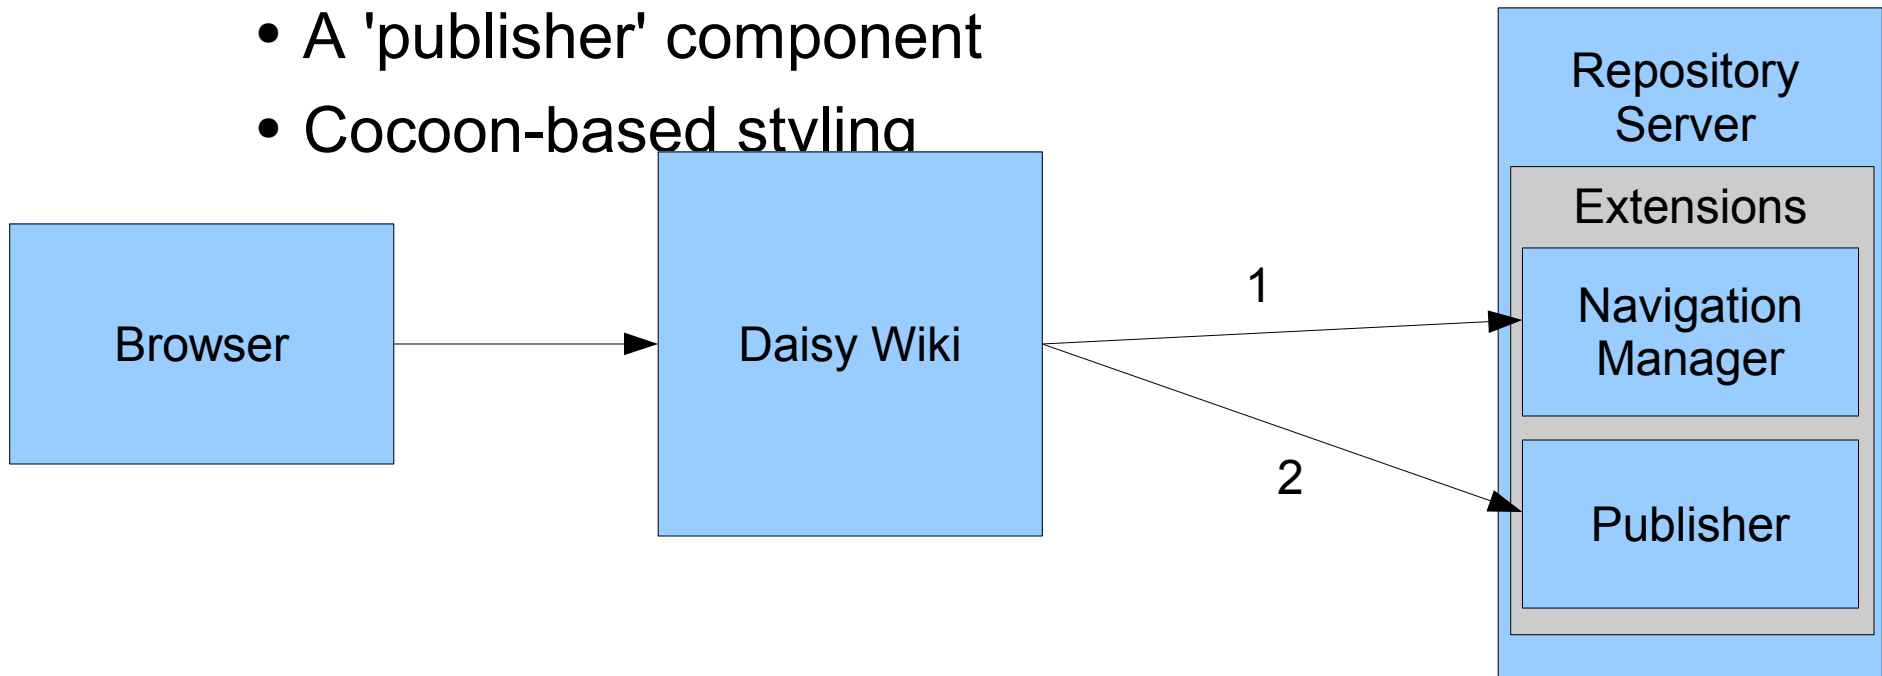 • A 'publisher' component
• Cocoon-based styling
Repository
Server
Extensions
Browser
Daisy Wiki
1
Navigation
Manager
2
Publisher